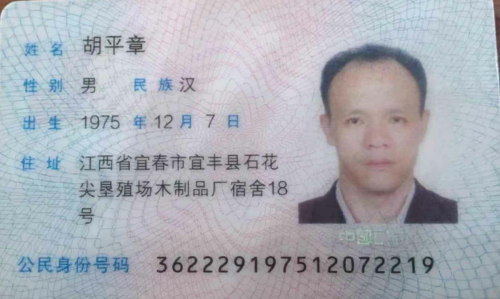 姓名 胡平章
性别 男 民族 汉
出生 1975 年 12 月 7 日
住址 江西省宜春市宜丰县石花
尖垦殖场木制品厂宿舍18
号
中国
公民身份号码 362229197512072219